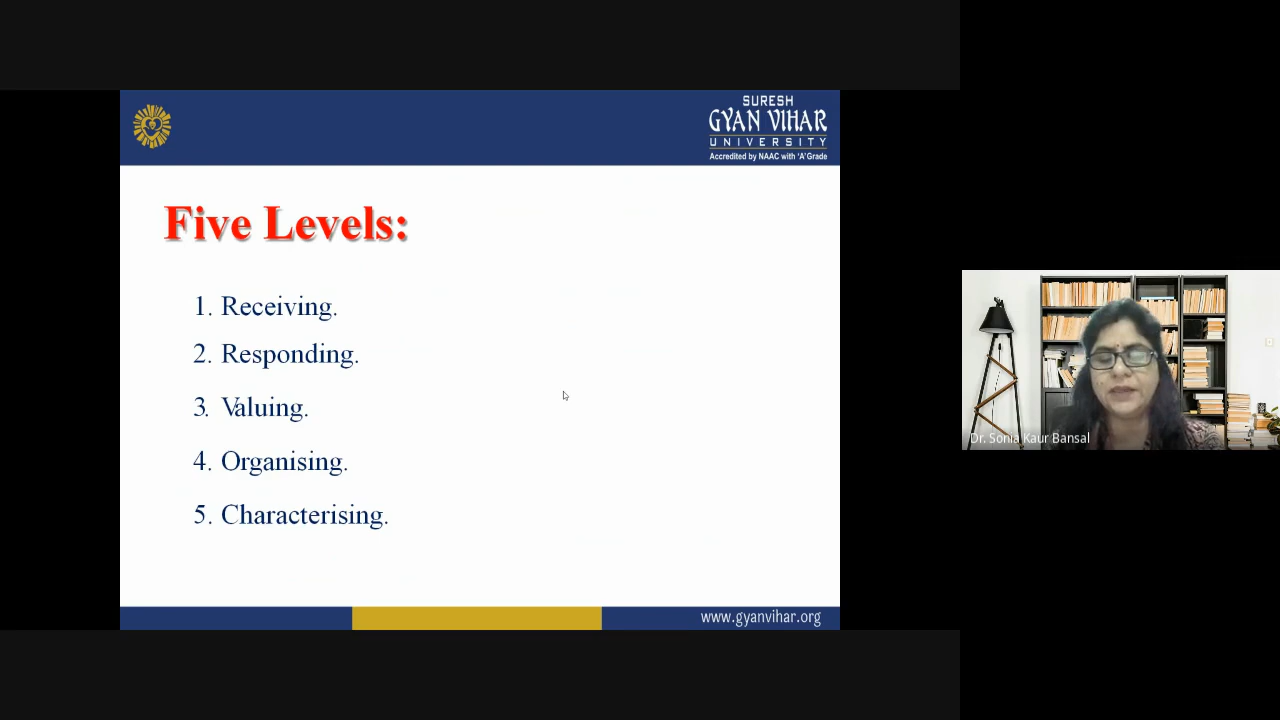 SURESH
GYAN VIHAR
UNIVERSITY
Accredited by NAAC with 'A' Grade
Five Levels:
1. Receiving.
2. Responding.
3. Valuing.
4. Organising.
5. Characterising.
www.gyanvihar.org
Dr. Sonia Kaur Bansal